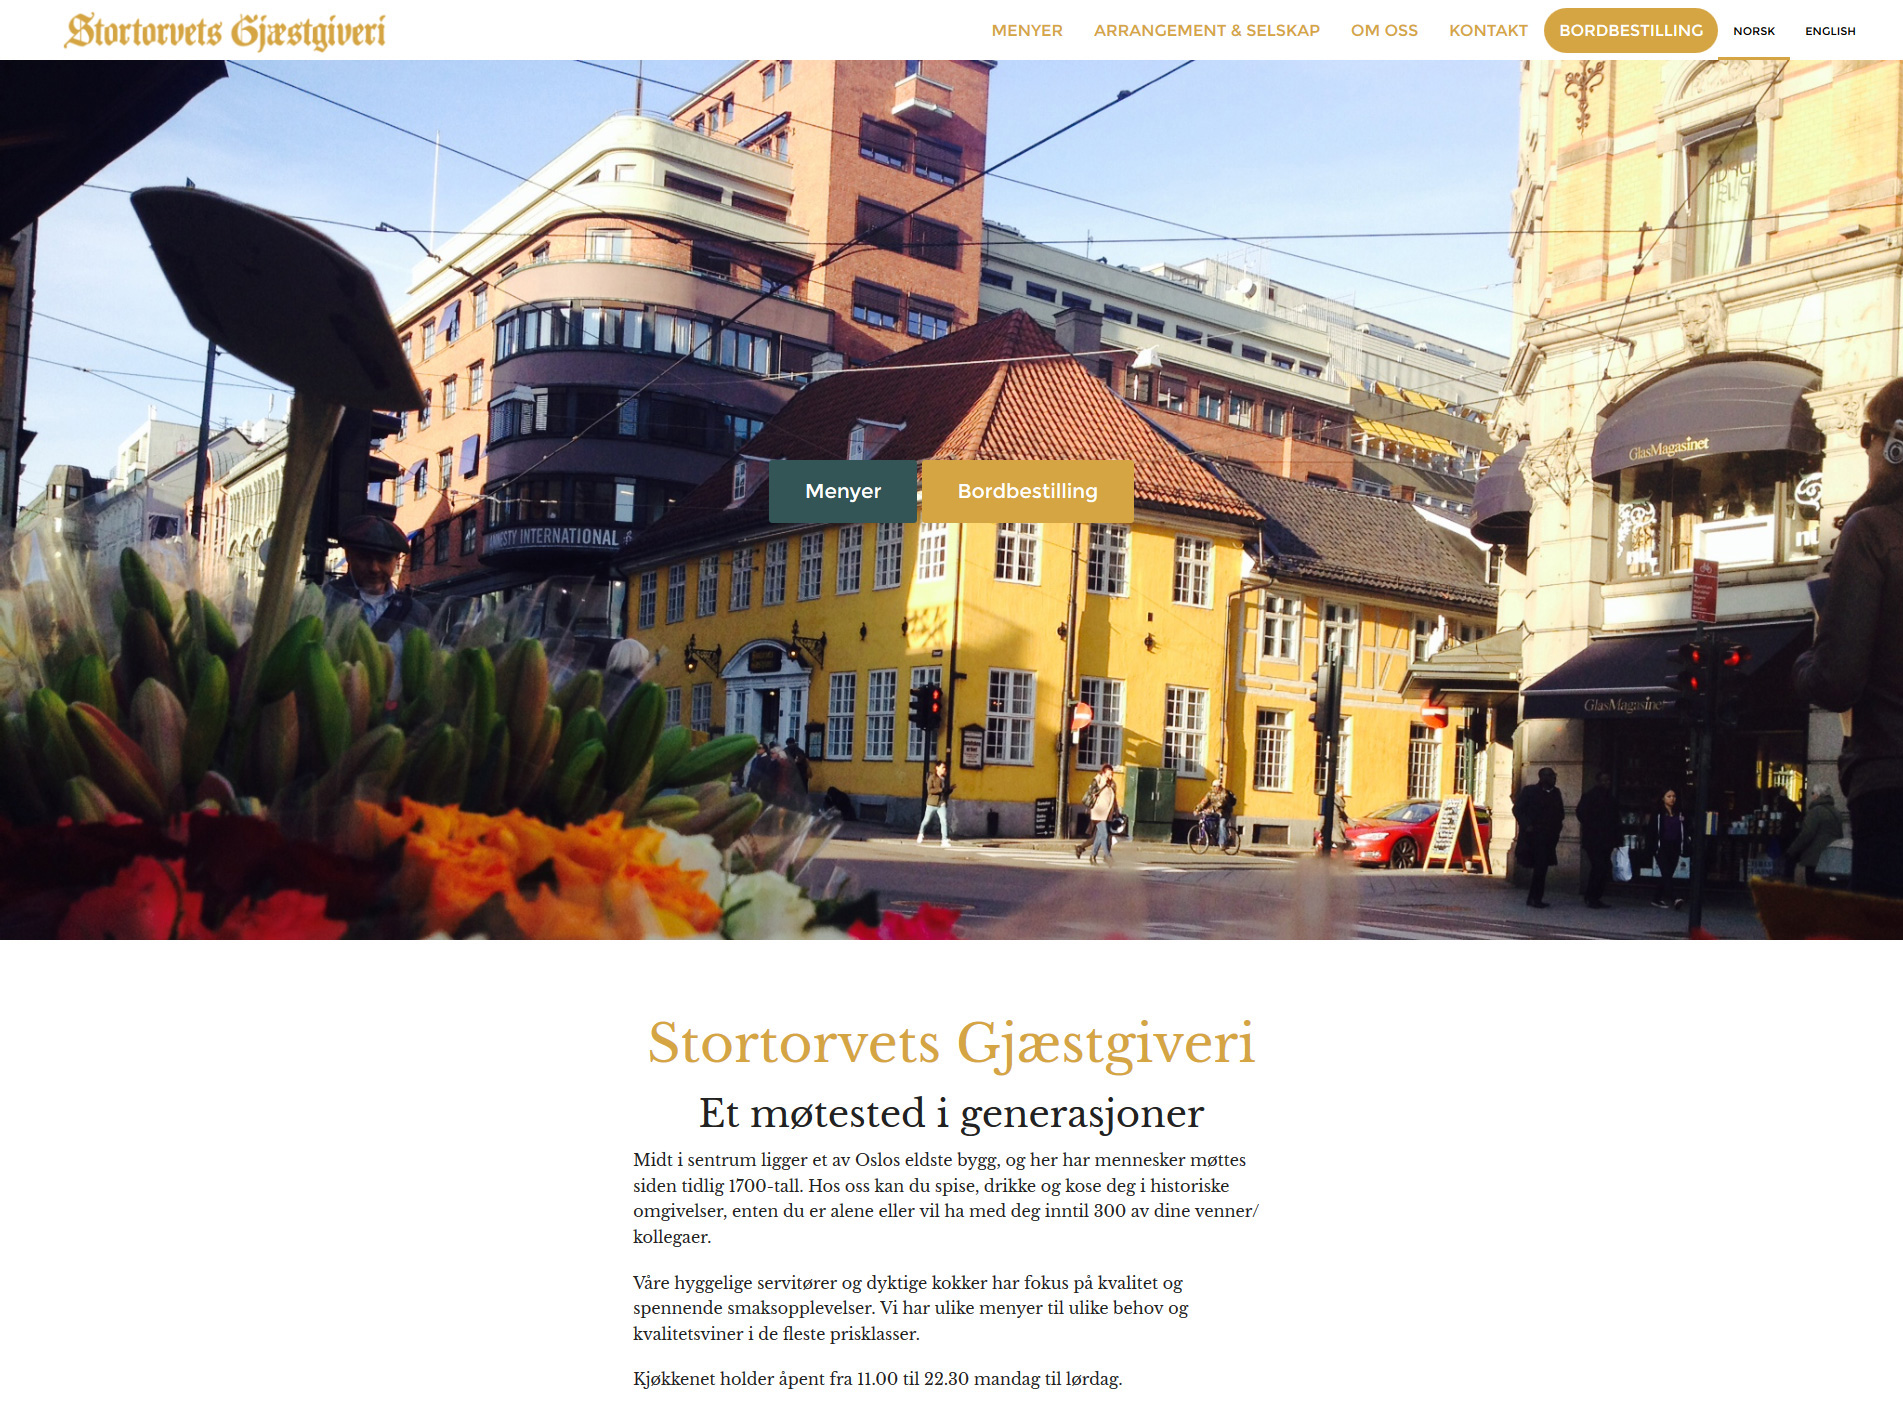 Stortorvets Gjæstgiveri
MENYER
ARRANGEMENT & SELSKAP
OM OSS
KONTAKT
BORDBESTILLING
NORSK
ENGLISH
GlasMagasinet
Menyer
Bordbestilling
INTERNATIONAL
GlasMagasinet
Stortorvets Gjæstgiveri
Et møtested i generasjoner
Midt i sentrum ligger et av Oslos eldste bygg, og her har mennesker møttes
siden tidlig 1700-tall. Hos oss kan du spise, drikke og kose deg i historiske
omgivelser, enten du er alene eller vil ha med deg inntil 300 av dine venner/
kollegaer.
Våre hyggelige servitører og dyktige kokker har fokus på kvalitet og
spennende smaksopplevelser. Vi har ulike menyer til ulike behov og
kvalitetsviner i de fleste prisklasser.
Kjøkkenet holder åpent fra 11.00 til 22.30 mandag til lørdag.